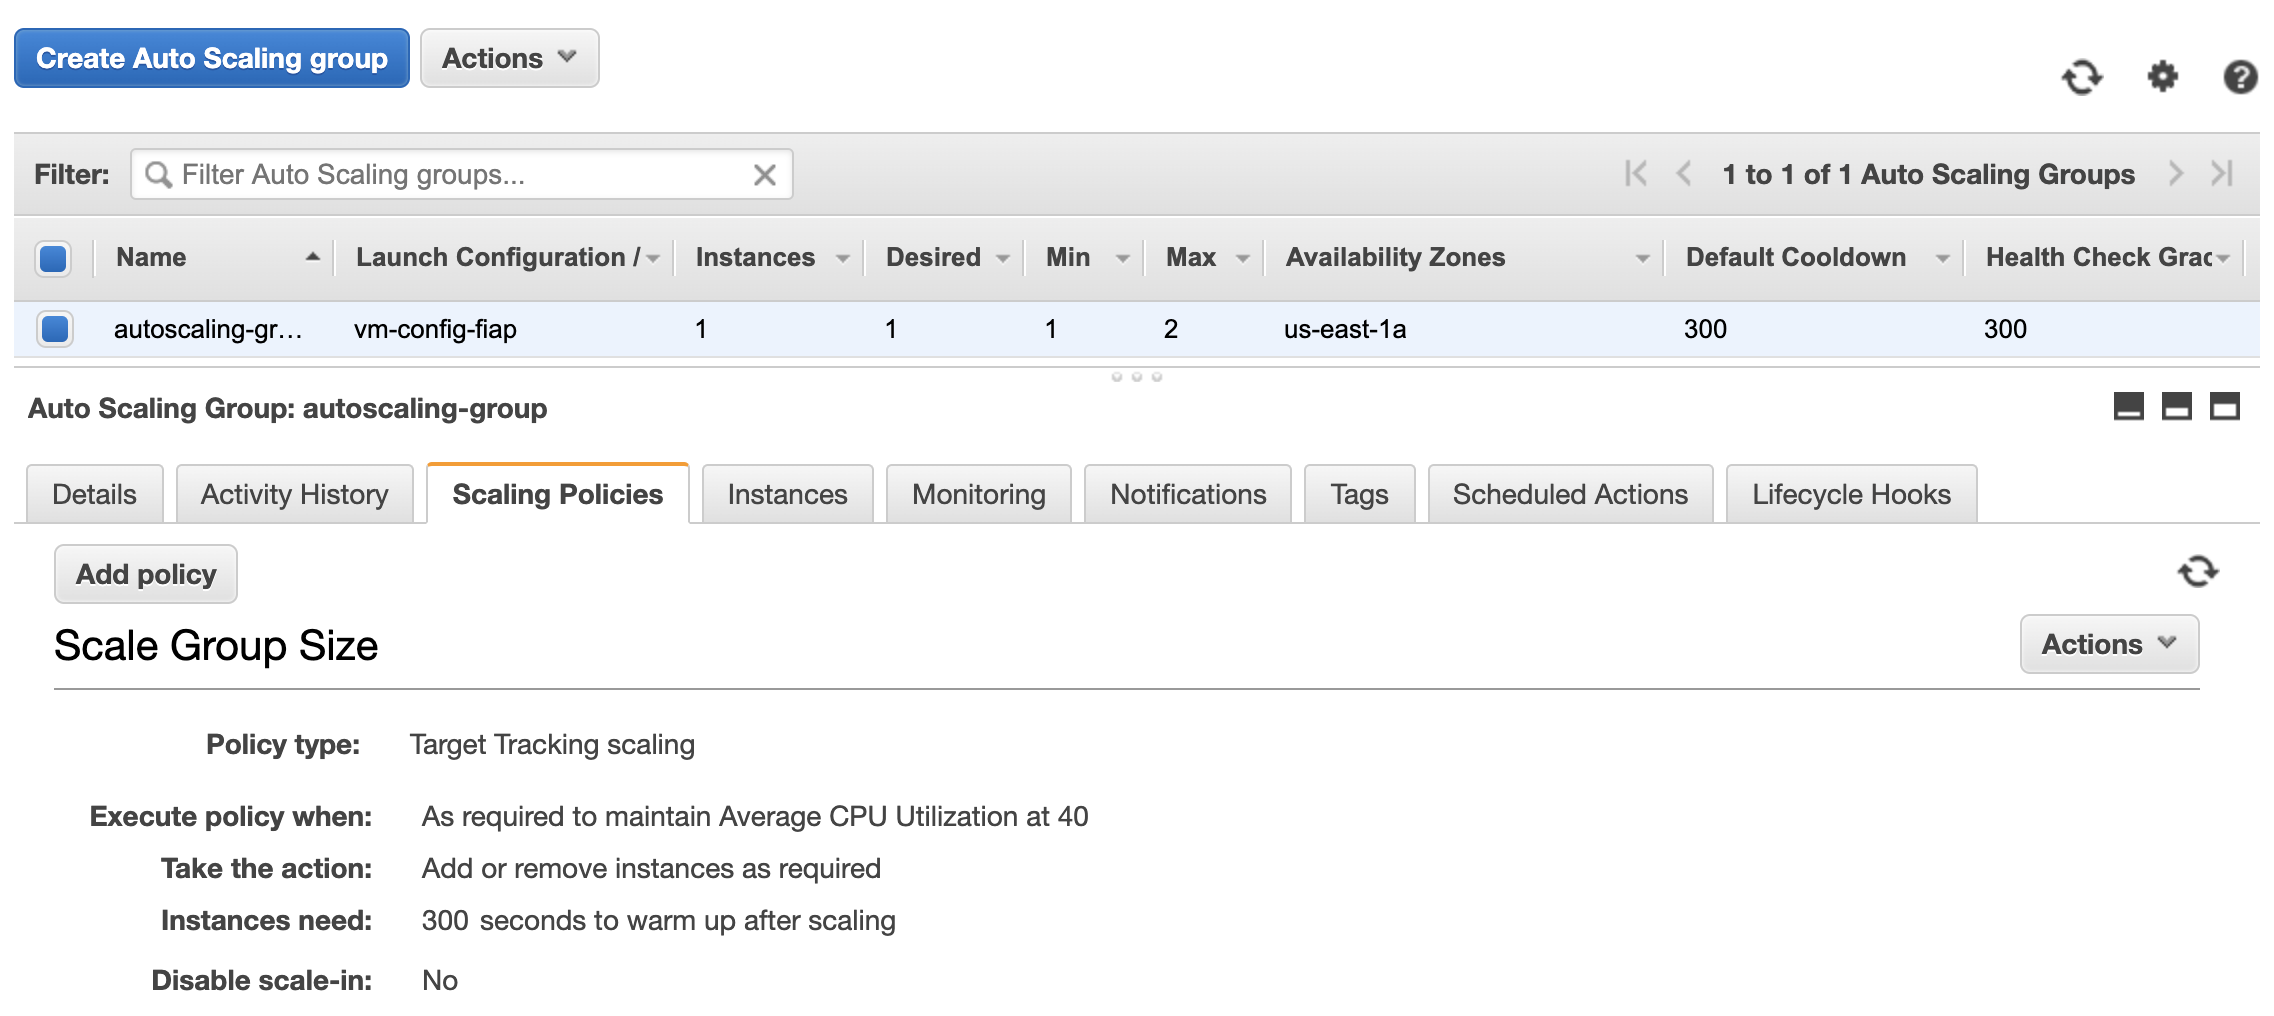 Create Auto Scaling group Actions
Filter: Filter Auto Scaling groups... 1 to 1 of 1 Auto Scaling Groups
Name Launch Configuration / Instances Desired Min Max Availability Zones Default Cooldown Health Check Grac
autoscaling-gr… vm-config-fiap 1 1 1 2 us-east-1a 300 300
Auto Scaling Group: autoscaling-group
Details Activity History Scaling Policies Instances Monitoring Notifications Tags Scheduled Actions Lifecycle Hooks
Add policy
Scale Group Size Actions
Policy type: Target Tracking scaling
Execute policy when: As required to maintain Average CPU Utilization at 40
Take the action: Add or remove instances as required
Instances need: 300 seconds to warm up after scaling
Disable scale-in: No